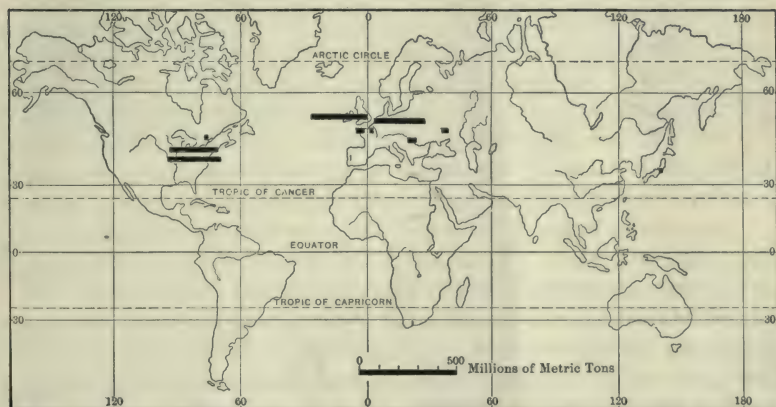 120 60 0 60 120 180
ARCTIC CIRCLE
60 60
30 30
TROPIC OF CANCER
EQUATOR
0 0
TROPIC OF CAPRICORN
30 30
0 500
Millions of Metric Tons
120 60 0 60 120 180